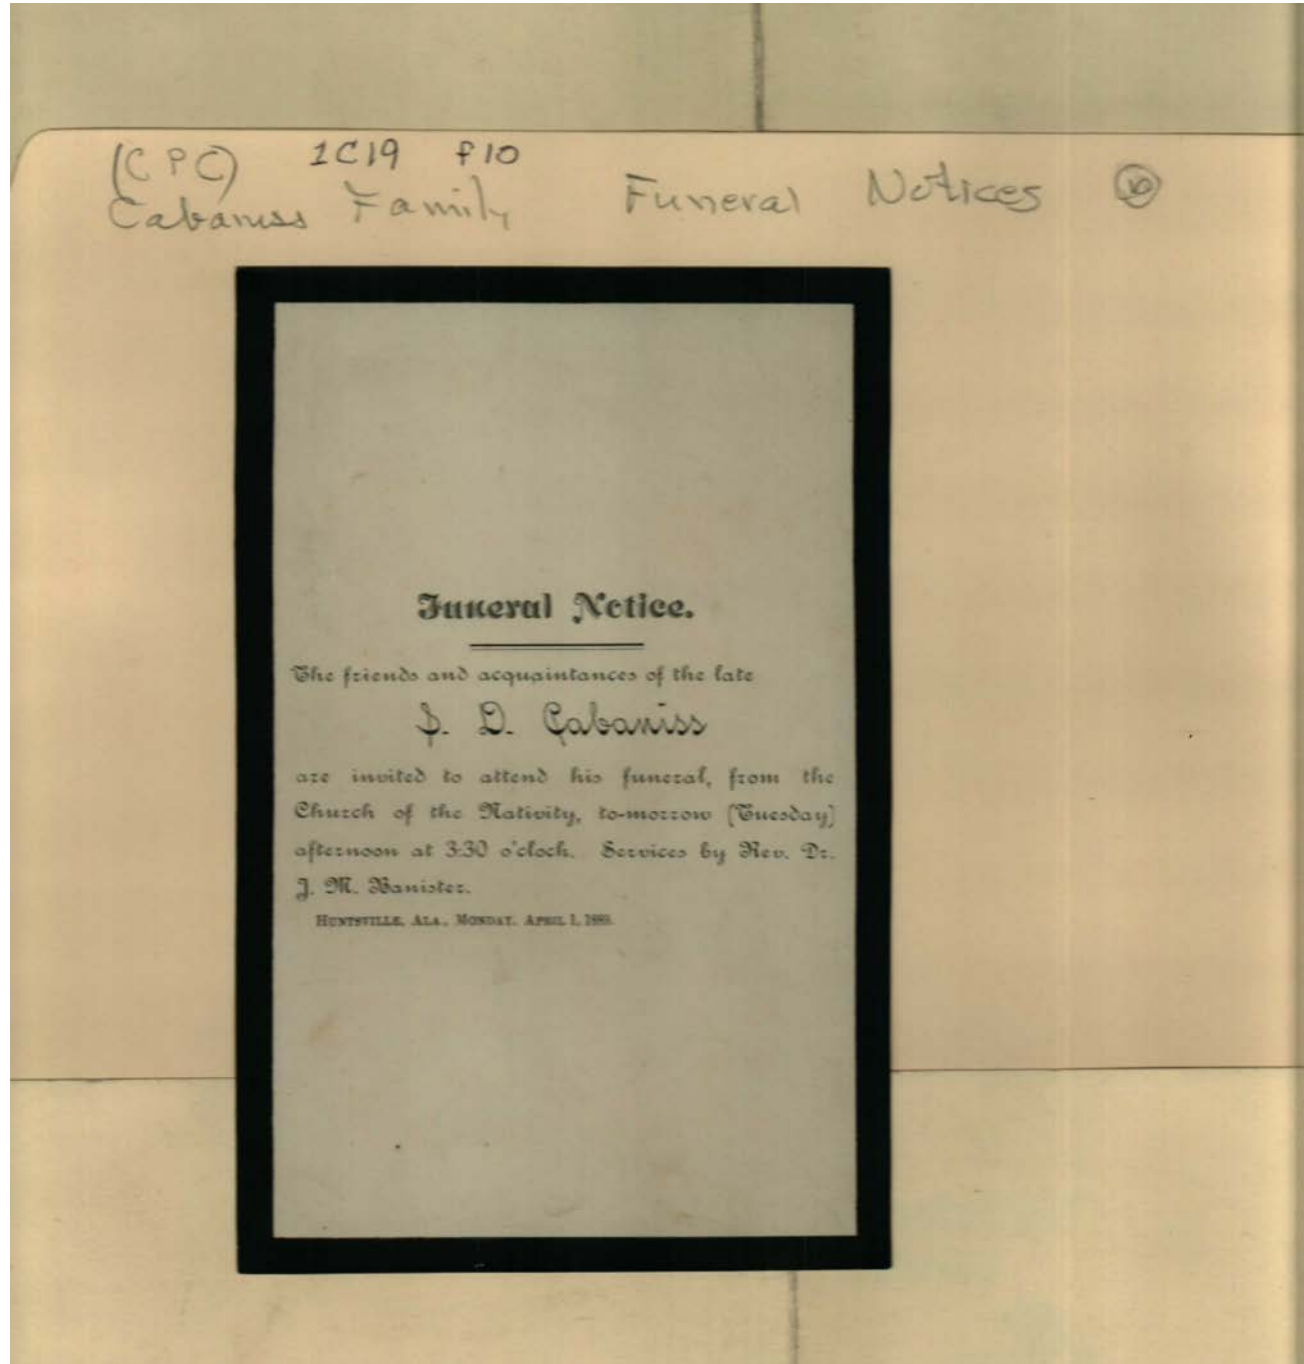 (CPC) 1C19 f10
Cabaniss Family Funeral Notices 10
Funeral Notice.
The friends and acquaintances of the late
S. D. Cabaniss
are invited to attend his funeral, from the
Church of the Nativity, to-morrow (Tuesday)
afternoon at 3:30 o'clock. Services by Rev. Dr.
J. M. Banister.
HUNTSVILLE, ALA., MONDAY, APRIL 1, 1889.